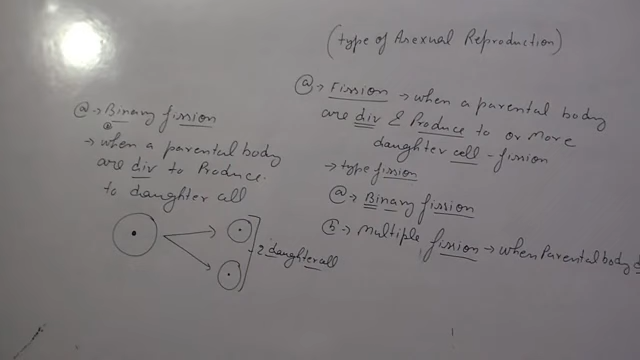 (type of Asexual Reproduction)
ⓐ → Fission → when a parental body
are div & Produce to or more
daughter cell - fission
→ type fission
ⓐ → Binary fission
ⓑ → Multiple fission → when Parental body
ⓐ → Binary fission
→ when a parental body
are div to Produce.
to daughter call
2 daughter call